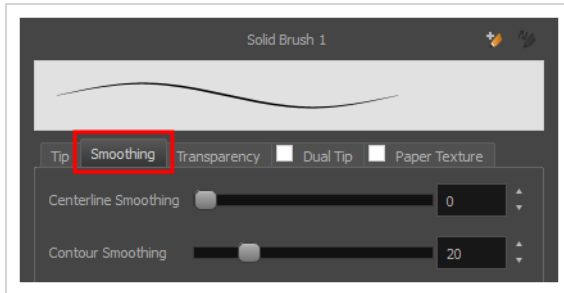 Solid Brush 1
Tip Smoothing Transparency Dual Tip Paper Texture
Centerline Smoothing 0
Contour Smoothing 20